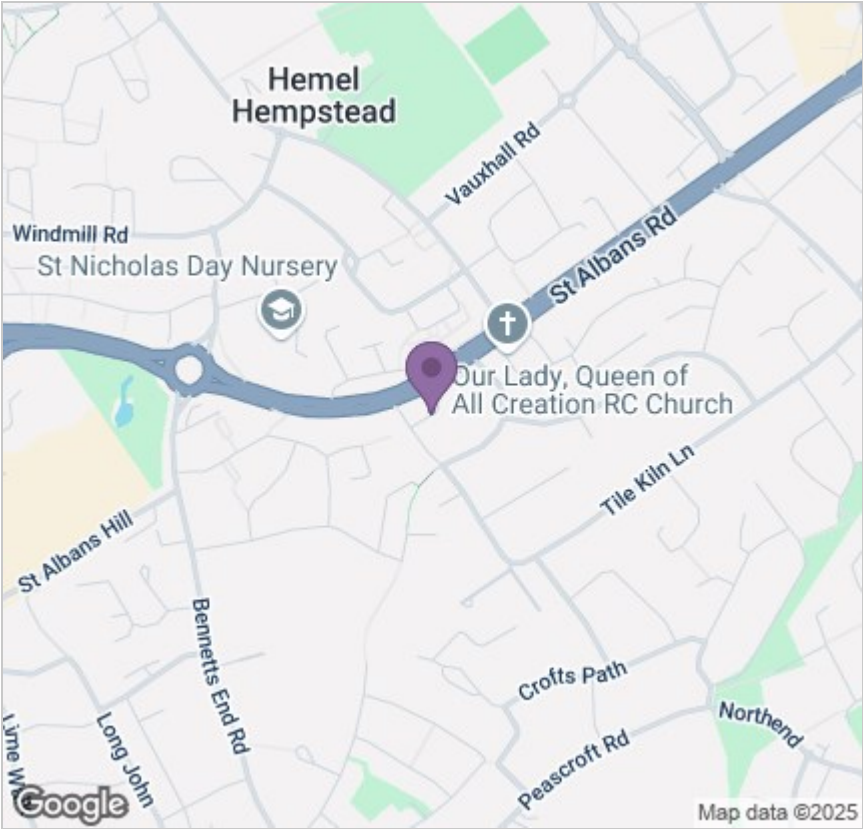 Hemel
Hempstead
Vauxhall Rd
Windmill Rd
St Albans Rd
St Nicholas Day Nursery
Our Lady, Queen of
All Creation RC Church
Tile Kiln Ln
St Albans Hill
Bennetts End Rd
Crofts Path
Northend
Long John
Lime
Peascroft Rd
Google
Map data ©2025